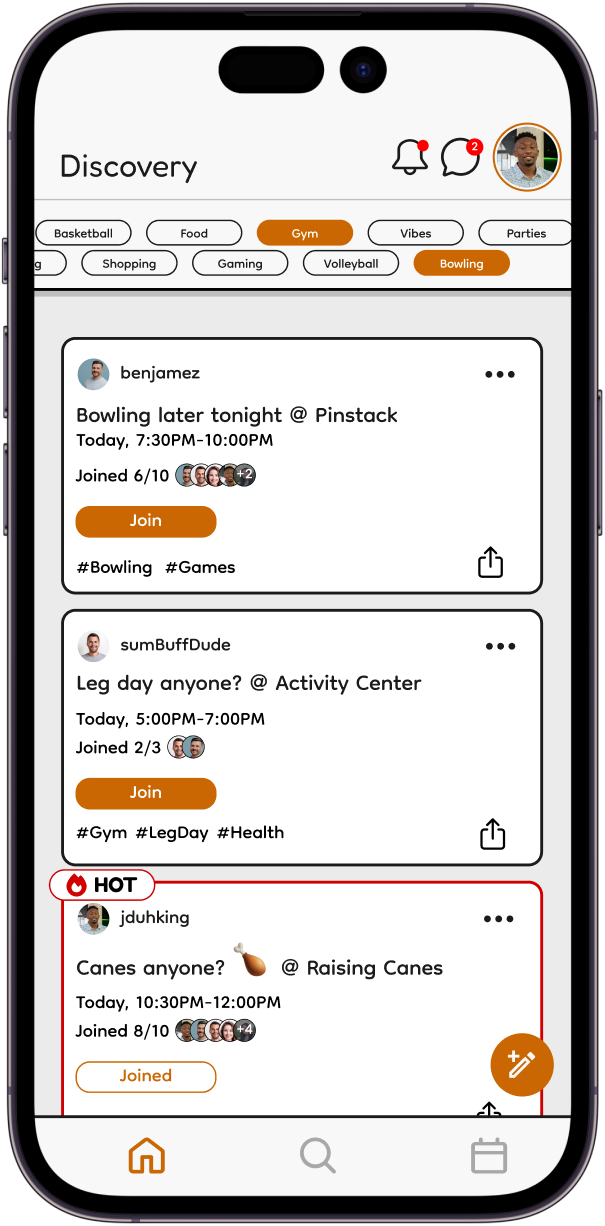 Discovery
2
Basketball Food Gym Vibes Parties
g Shopping Gaming Volleyball Bowling
benjamez
Bowling later tonight @ Pinstack
Today, 7:30PM-10:00PM
Joined 6/10 +2
Join
#Bowling #Games
sumBuffDude
Leg day anyone? @ Activity Center
Today, 5:00PM-7:00PM
Joined 2/3
Join
#Gym #LegDay #Health
HOT
jduhking
Canes anyone? 🍗 @ Raising Canes
Today, 10:30PM-12:00PM
Joined 8/10 +4
Joined